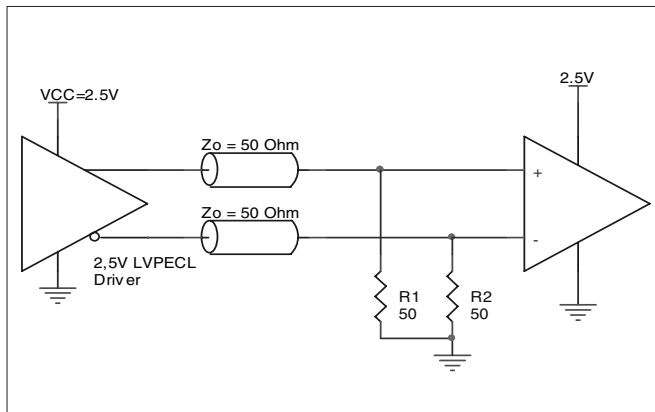 2.5V
VCC=2.5V
Zo = 50 Ohm
+
Zo = 50 Ohm
-
2,5V LVPECL
Driver
R1
50
R2
50